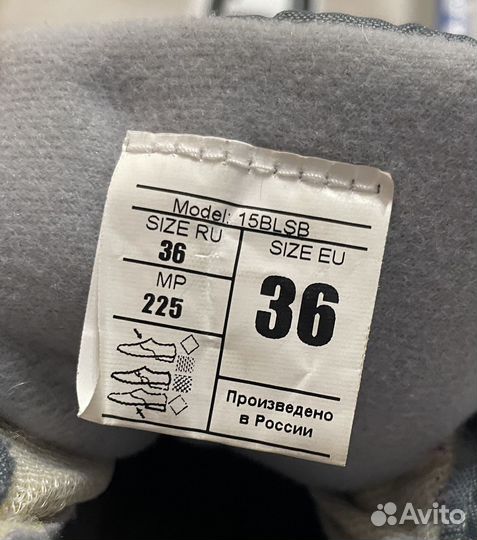 Model: 15BLSB
SIZE RU
36
MP
225
SIZE EU
36
Произведено
в России
Avito